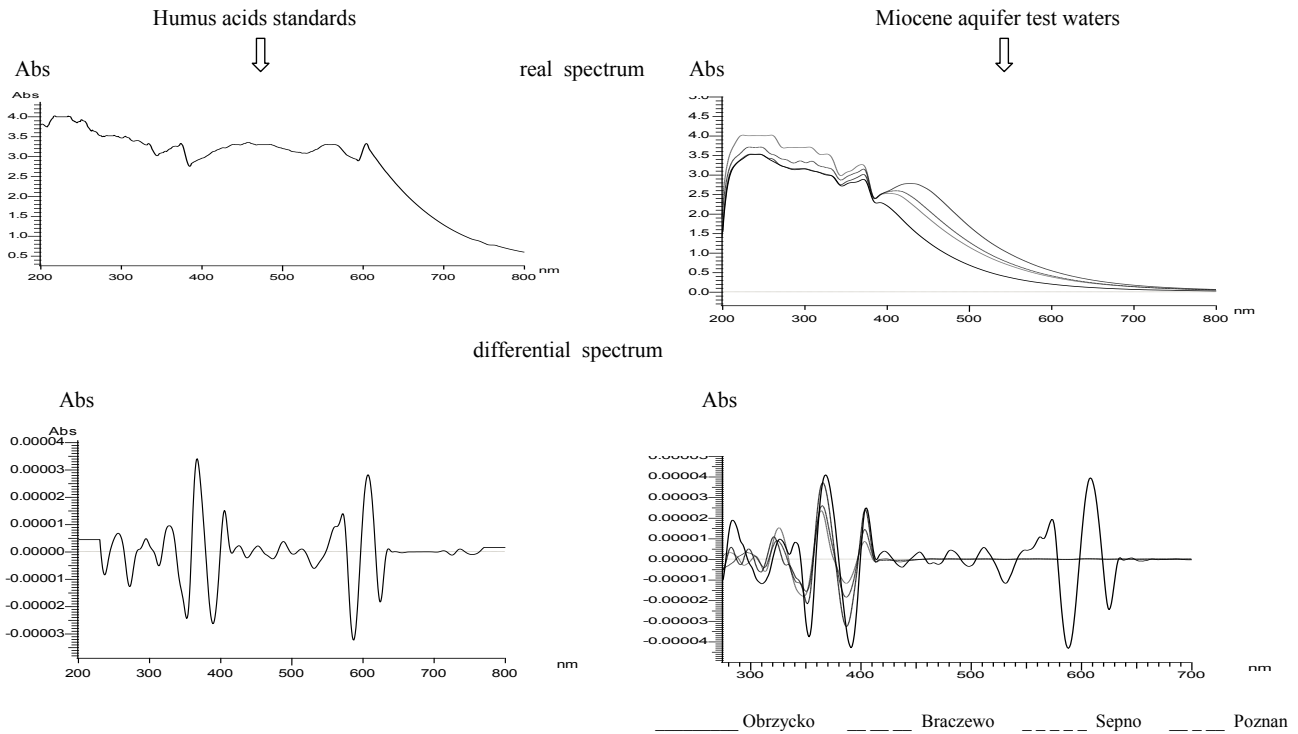 Humus acids standards
Miocene aquifer test waters
Abs
real spectrum
Abs
Abs
4.0
3.5
3.0
2.5
2.0
1.5
1.0
0.5
200 300 400 500 600 700 800 nm
5.0
4.5
4.0
3.5
3.0
2.5
2.0
1.5
1.0
0.5
0.0
nm
200 300 400 500 600 700 800
differential spectrum
Abs
Abs
Abs
0.00004
0.00003
0.00002
0.00001
0.00000
-0.00001
-0.00002
-0.00003
200 300 400 500 600 700 800
nm
0.00005
0.00004
0.00003
0.00002
0.00001
0.00000
-0.00001
-0.00002
-0.00003
-0.00004
300 400 500 600 700
nm
Obrzycko Braczewo Sepno Poznan